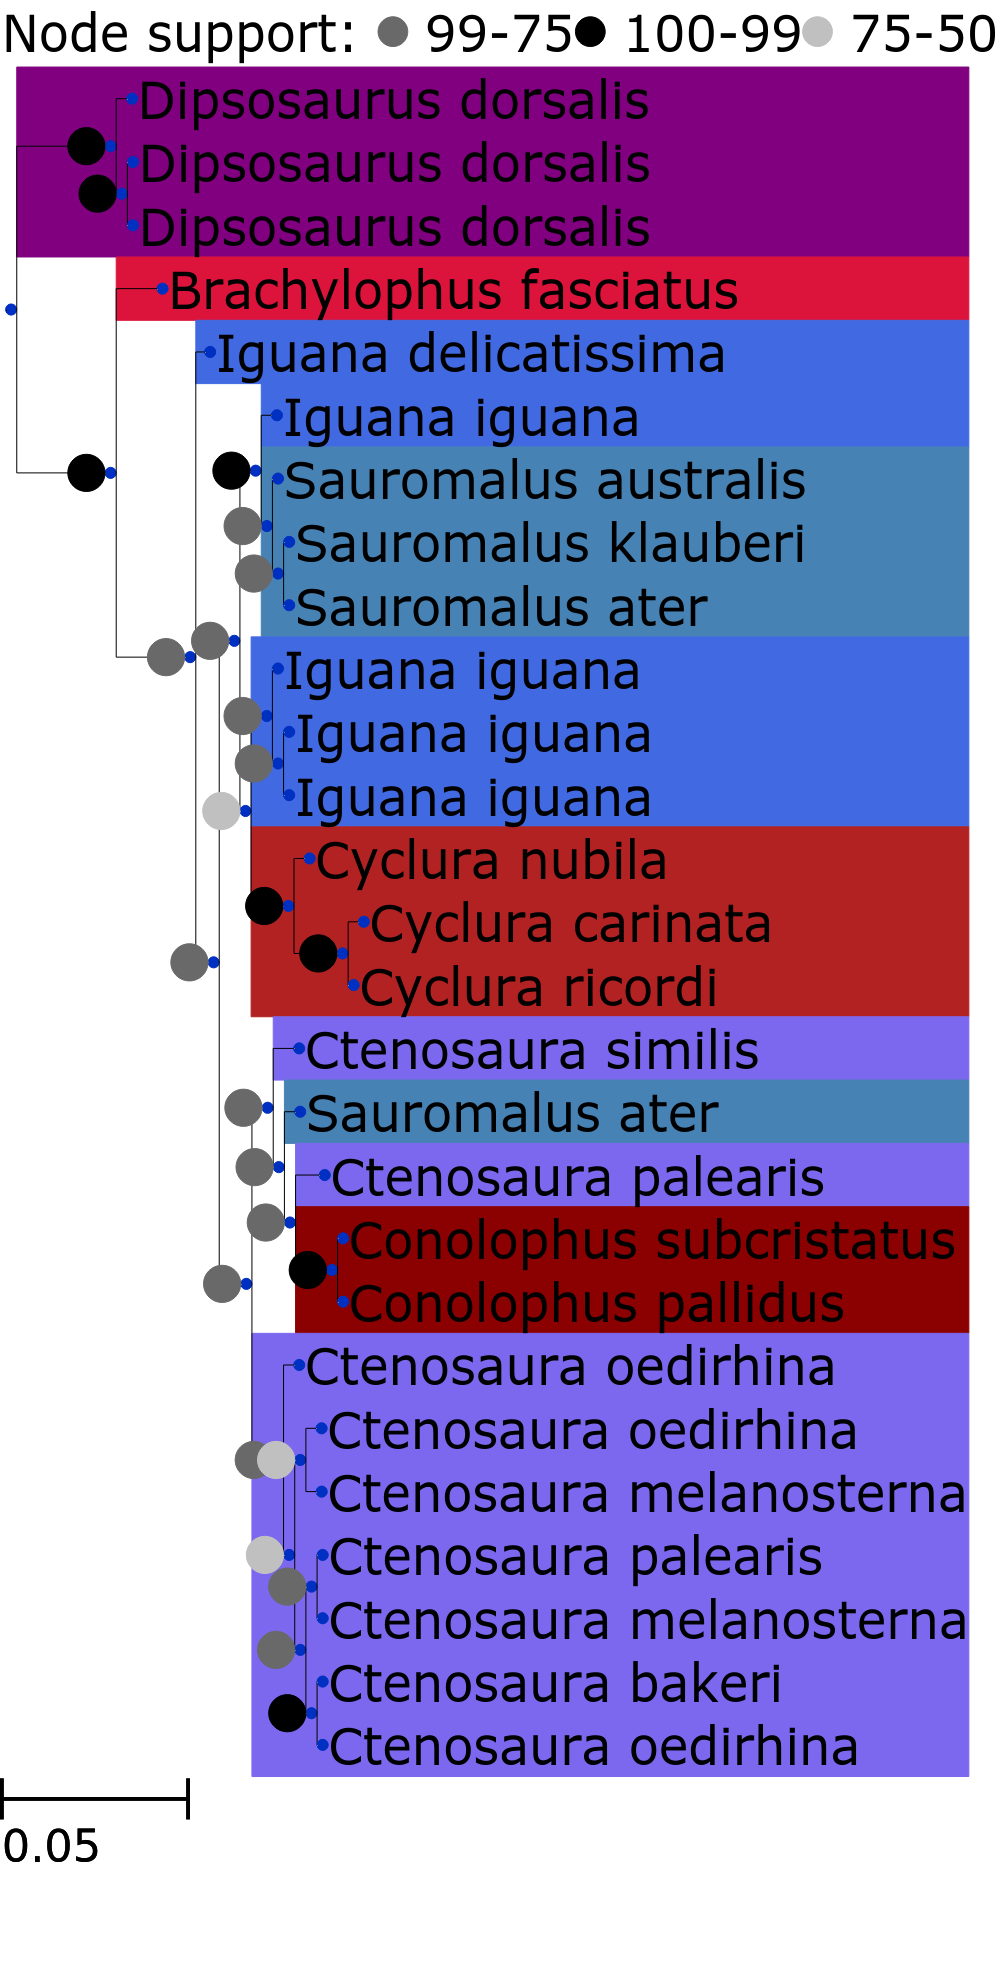 Node support: 99-75 100-99 75-50
Dipsosaurus dorsalis
Dipsosaurus dorsalis
Dipsosaurus dorsalis
Brachylophus fasciatus
Iguana delicatissima
Iguana iguana
Sauromalus australis
Sauromalus klauberi
Sauromalus ater
Iguana iguana
Iguana iguana
Iguana iguana
Cyclura nubila
Cyclura carinata
Cyclura ricordi
Ctenosaura similis
Sauromalus ater
Ctenosaura palearis
Conolophus subcristatus
Conolophus pallidus
Ctenosaura oedirhina
Ctenosaura oedirhina
Ctenosaura melanosterna
Ctenosaura palearis
Ctenosaura melanosterna
Ctenosaura bakeri
Ctenosaura oedirhina
0.05